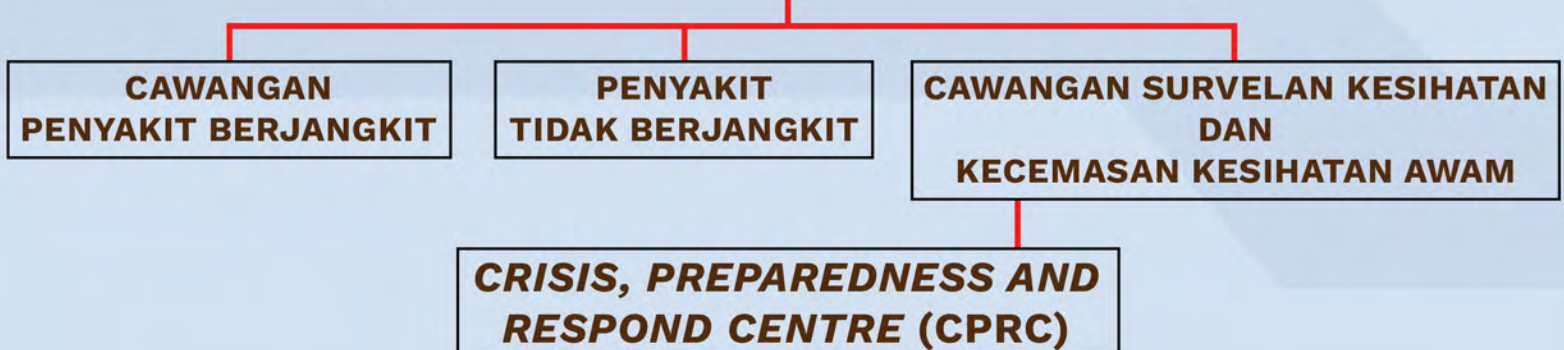 CAWANGAN
PENYAKIT BERJANGKIT
PENYAKIT
TIDAK BERJANGKIT
CAWANGAN SURVELAN KESIHATAN
DAN
KECEMASAN KESIHATAN AWAM
CRISIS, PREPAREDNESS AND
RESPOND CENTRE (CPRC)